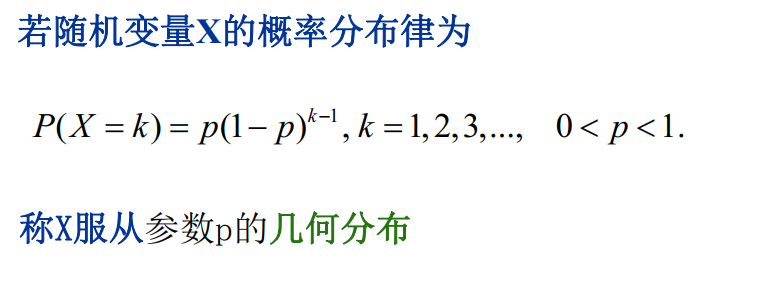 若随机变量X的概率分布律为
P(X = k) = p(1 − p)^{k−1}, k = 1, 2, 3, ..., 0 < p < 1.
称X服从参数p的几何分布